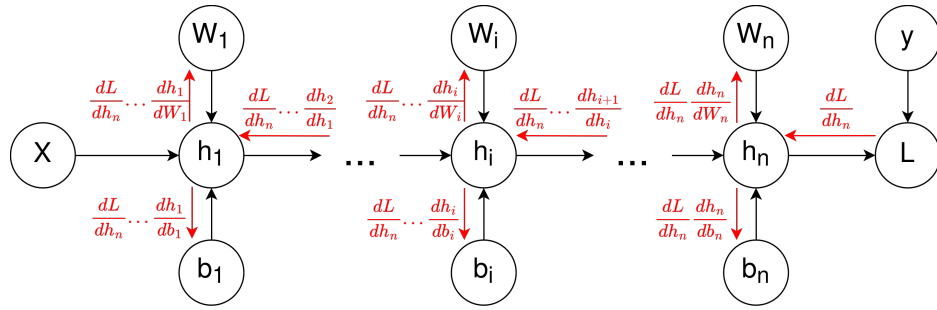 W₁ Wᵢ Wₙ y
dL/dhₙ ... dh₁/dW₁ dL/dhₙ ... dh₂/dh₁ dL/dhₙ ... dhᵢ/dWᵢ dL/dhₙ ... dhᵢ₊₁/dhᵢ dL/dhₙ dhₙ/dWₙ dL/dhₙ
X h₁ ... hᵢ ... hₙ L
dL/dhₙ ... dh₁/db₁ dL/dhₙ ... dhᵢ/dbᵢ dL/dhₙ dhₙ/dbₙ
b₁ bᵢ bₙ